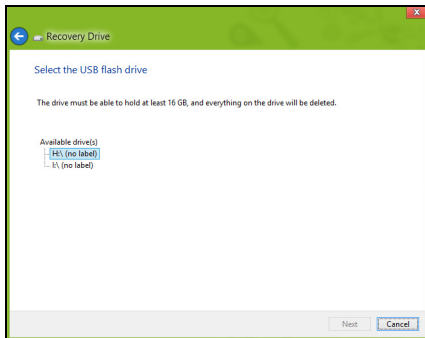 Recovery Drive
Select the USB flash drive
The drive must be able to hold at least 16 GB, and everything on the drive will be deleted.
Available drive(s)
H:\ (no label)
I:\ (no label)
Next
Cancel